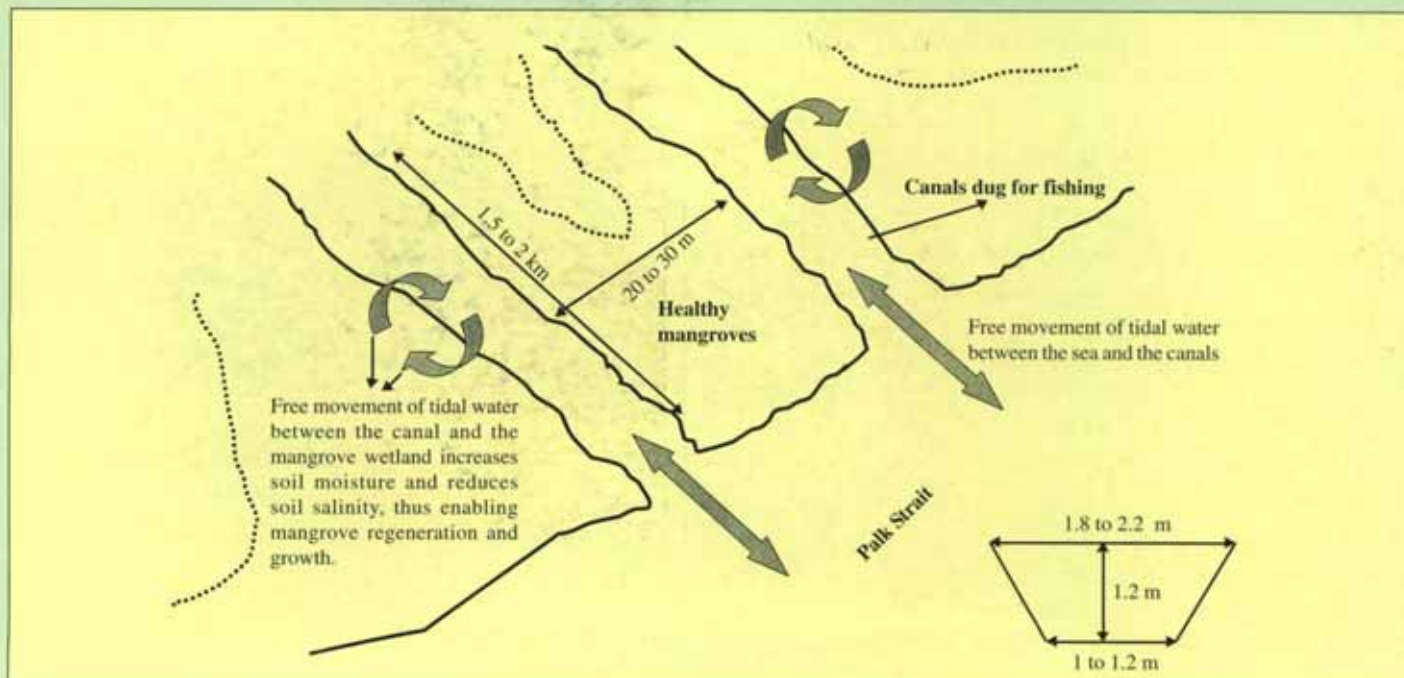 Canals dug for fishing
1.5 to 2 km
20 to 30 m
Healthy
mangroves
Free movement of tidal water
between the sea and the canals
Free movement of tidal water
between the canal and the
mangrove wetland increases
soil moisture and reduces
soil salinity, thus enabling
mangrove regeneration and
growth.
Palk Strait
1.8 to 2.2 m
1.2 m
1 to 1.2 m